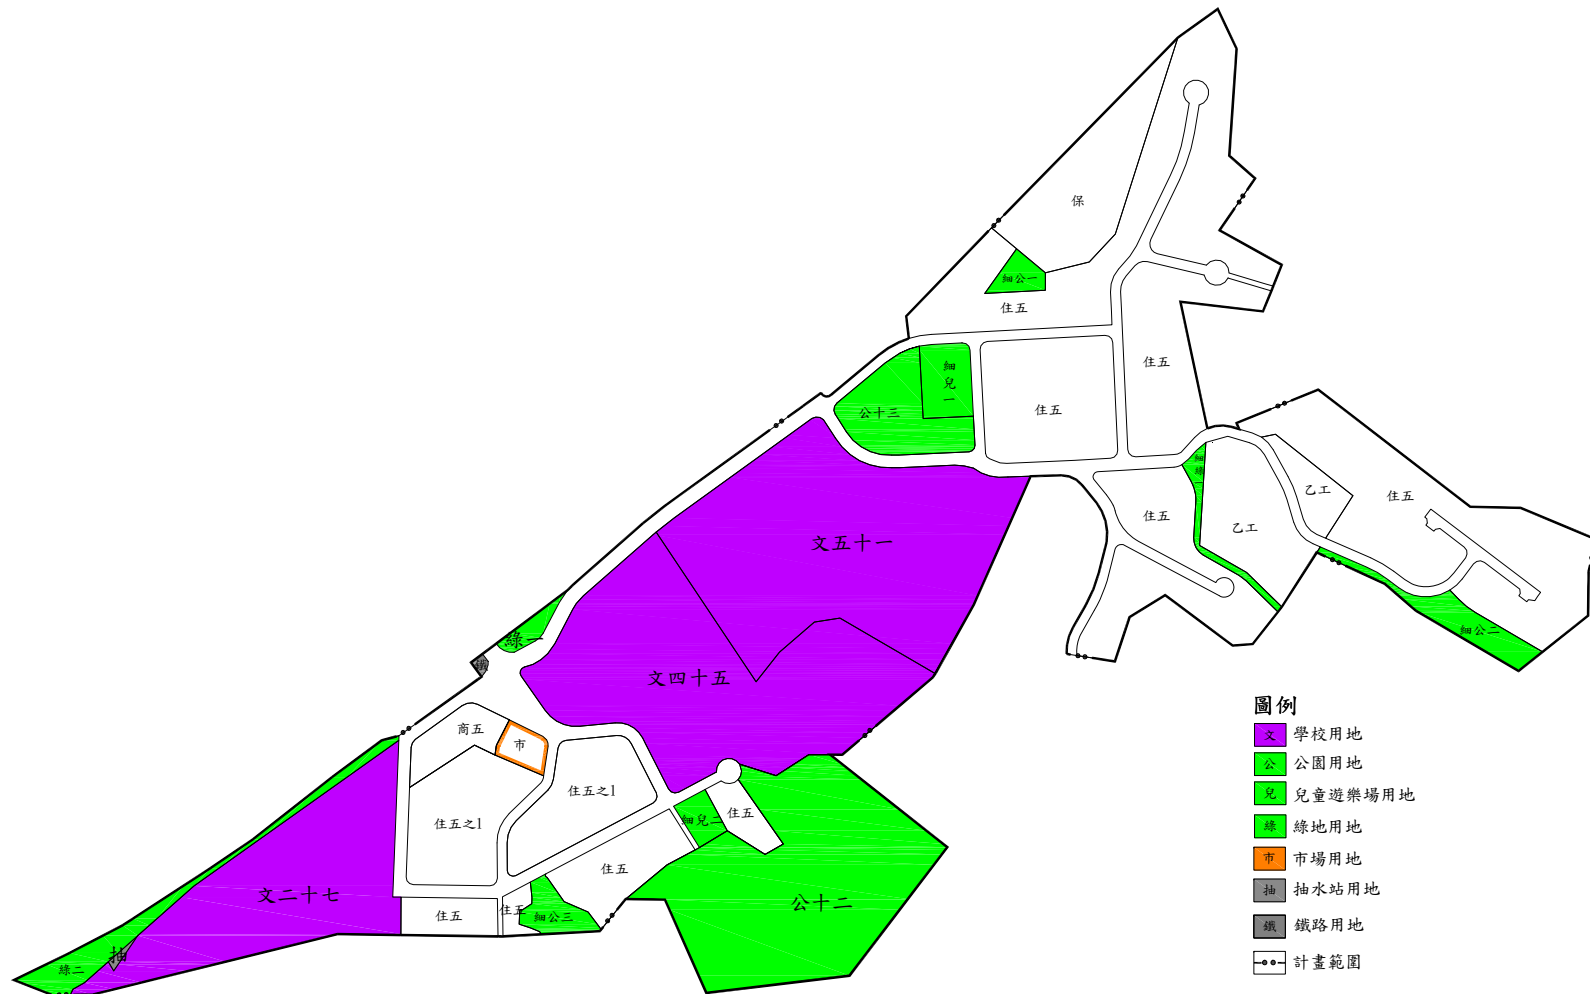 保
細公一
住五
住五
細兒一
公十三
住五
細綠一
乙工
住五
乙工
住五
文五十一
細公二
綠一
鐵
文四十五
商五
市
住五之1
住五之1
細兒二
住五
住五
文二十七
公十二
住五
住五
細公三
抽
綠二
圖例
文 學校用地
公 公園用地
兒 兒童遊樂場用地
綠 綠地用地
市 市場用地
抽 抽水站用地
鐵 鐵路用地
計畫範圍